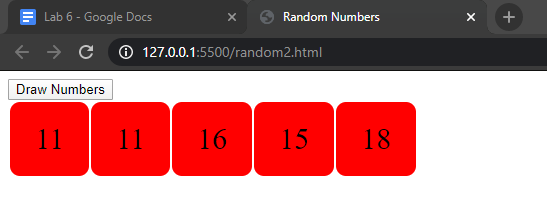 Lab 6 - Google Docs
Random Numbers
127.0.0.1:5500/random2.html
Draw Numbers
11 11 16 15 18